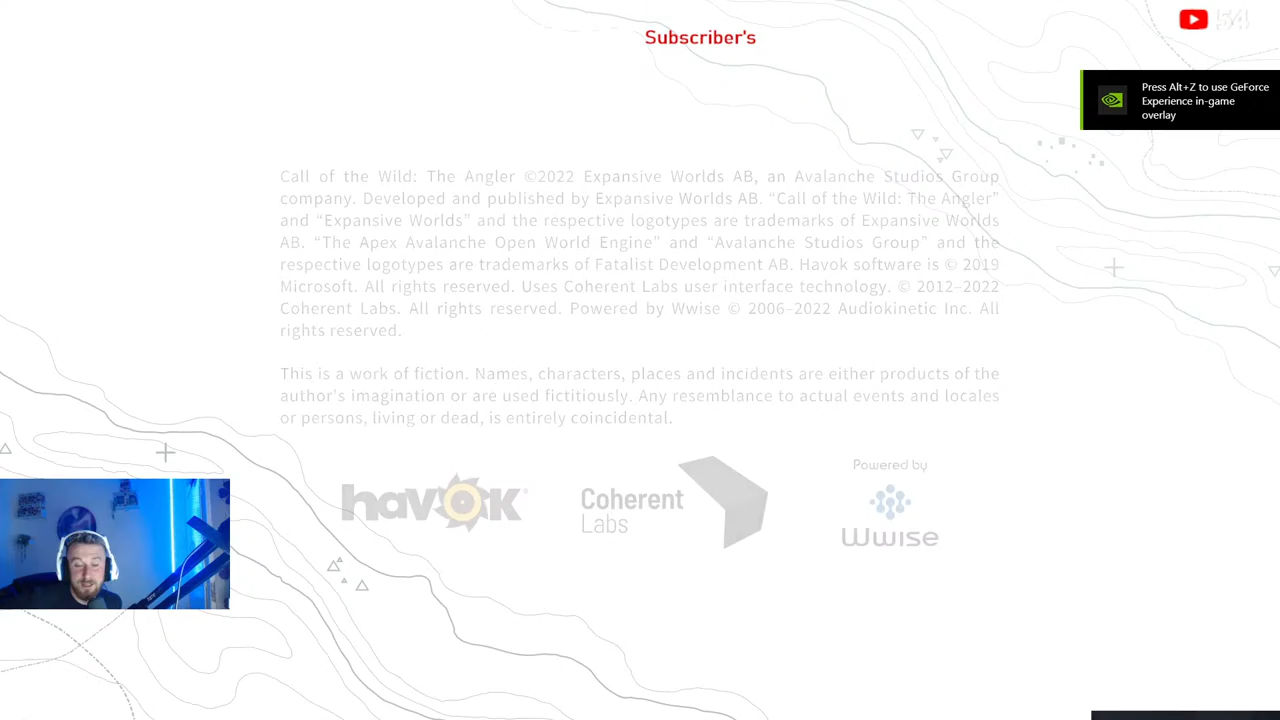 54
Subscriber's
Press Alt+Z to use GeForce
Experience in-game
overlay
Call of the Wild: The Angler ©2022 Expansive Worlds AB, an Avalanche Studios Group
company. Developed and published by Expansive Worlds AB. “Call of the Wild: The Angler”
and “Expansive Worlds” and the respective logotypes are trademarks of Expansive Worlds
AB. “The Apex Avalanche Open World Engine” and “Avalanche Studios Group” and the
respective logotypes are trademarks of Fatalist Development AB. Havok software is © 2019
Microsoft. All rights reserved. Uses Coherent Labs user interface technology. © 2012–2022
Coherent Labs. All rights reserved. Powered by Wwise © 2006–2022 Audiokinetic Inc. All
rights reserved.
This is a work of fiction. Names, characters, places and incidents are either products of the
author's imagination or are used fictitiously. Any resemblance to actual events and locales
or persons, living or dead, is entirely coincidental.
havok®
Coherent
Labs
Powered by
wwise